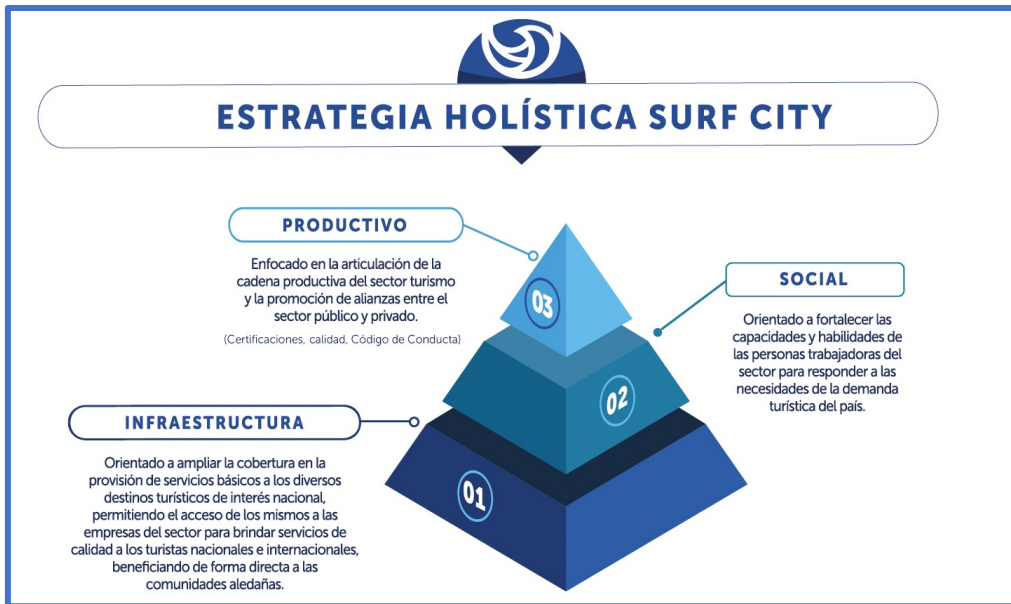 ESTRATEGIA HOLÍSTICA SURF CITY
PRODUCTIVO
Enfocado en la articulación de la
cadena productiva del sector turismo
y la promoción de alianzas entre el
sector público y privado.
(Certificaciones, calidad, Código de Conducta)
03
SOCIAL
Orientado a fortalecer las
capacidades y habilidades de
las personas trabajadoras del
sector para responder a las
necesidades de la demanda
turística del país.
02
INFRAESTRUCTURA
Orientado a ampliar la cobertura en la
provisión de servicios básicos a los diversos
destinos turísticos de interés nacional,
permitiendo el acceso de los mismos a las
empresas del sector para brindar servicios de
calidad a los turistas nacionales e internacionales,
beneficiando de forma directa a las
comunidades aledañas.
01